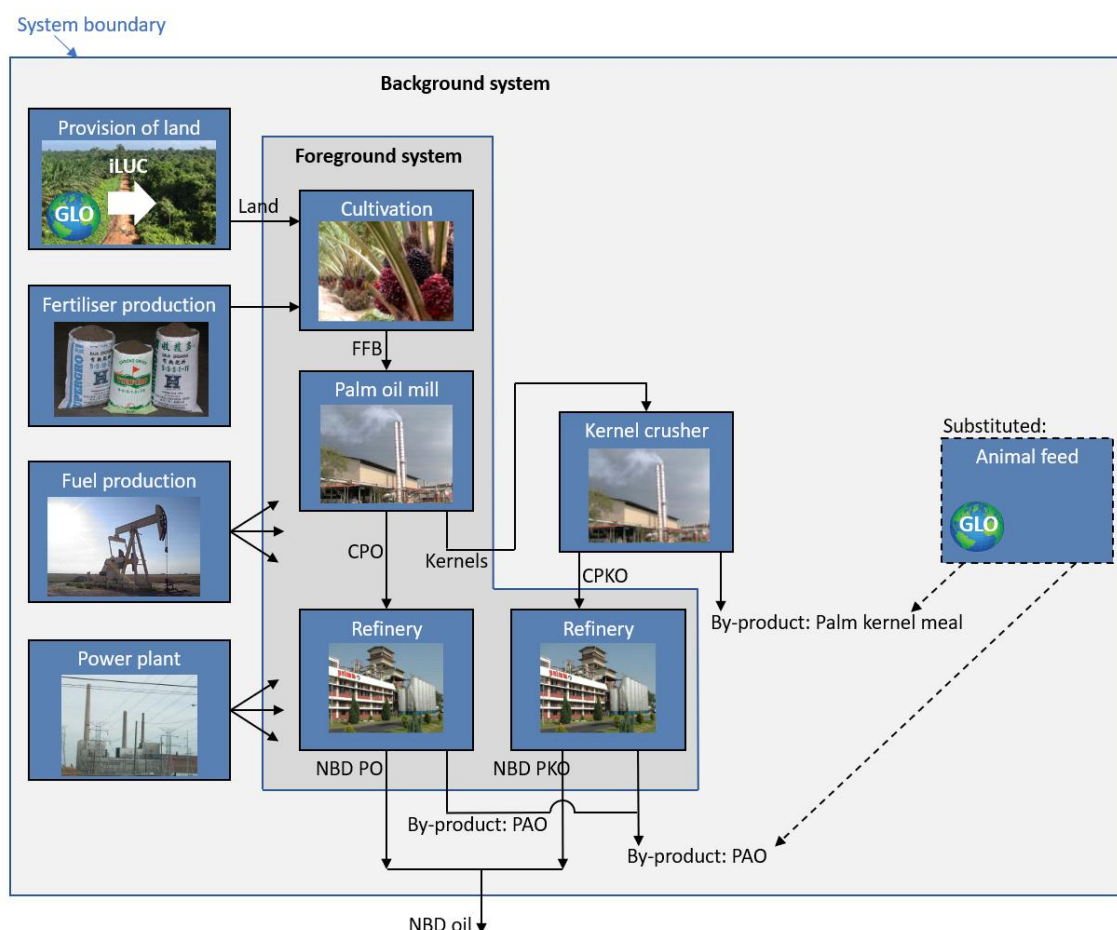 System boundary
Background system
Provision of land
iLUC
GLO
Land
Foreground system
Cultivation
Fertiliser production
FFB
Palm oil mill
Kernel crusher
Substituted:
Animal feed
GLO
Fuel production
CPO
Kernels
CPKO
By-product: Palm kernel meal
Refinery
Refinery
Power plant
NBD PO
NBD PKO
By-product: PAO
By-product: PAO
NBD oil